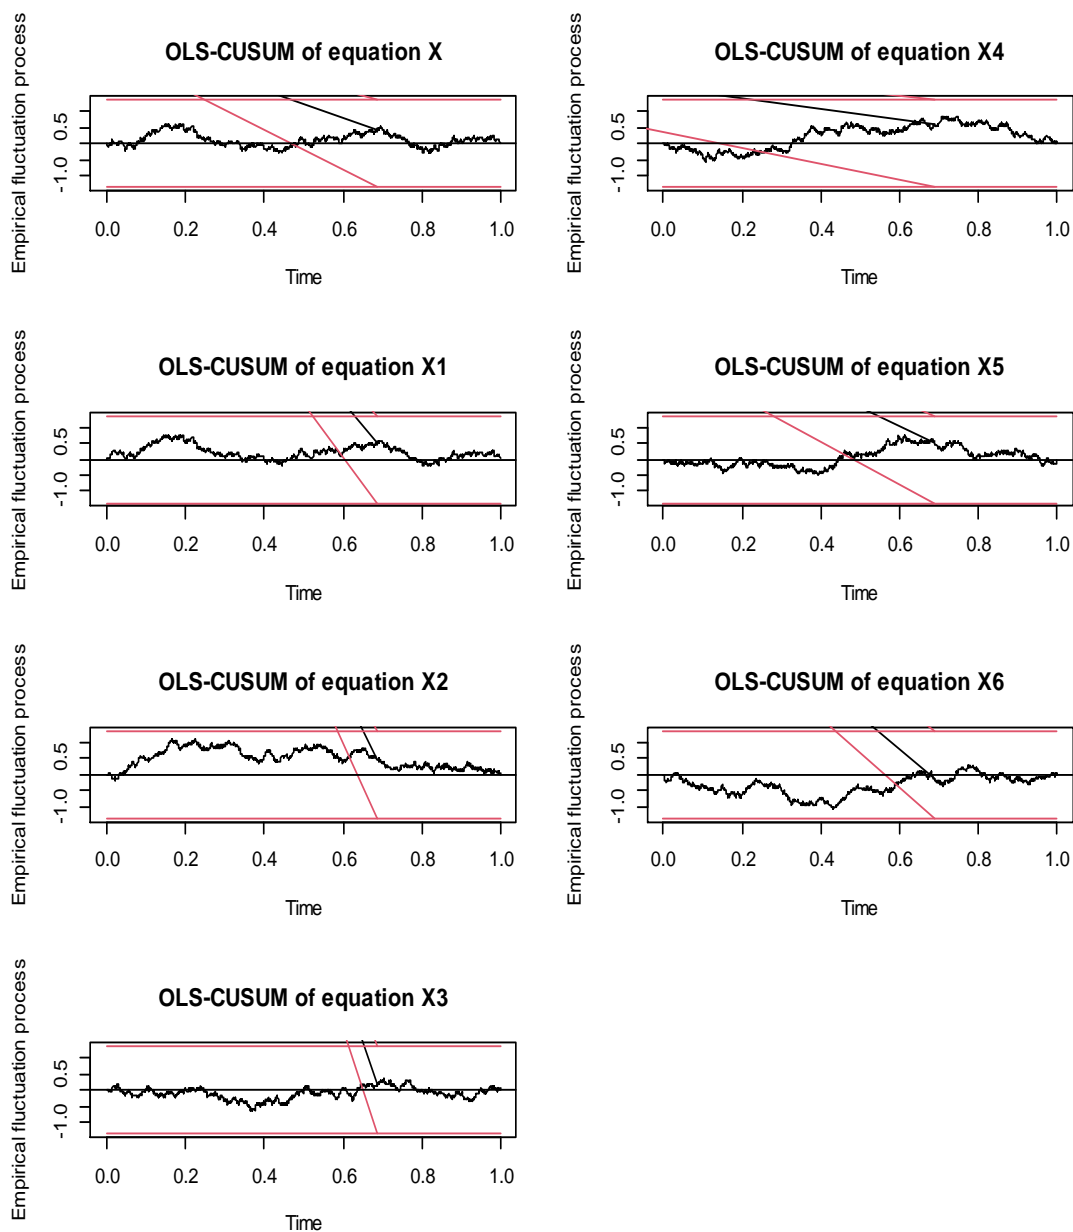 OLS-CUSUM of equation X
Empirical fluctuation process
0.5
-1.0
0.0 0.2 0.4 0.6 0.8 1.0
Time
OLS-CUSUM of equation X4
Empirical fluctuation process
0.5
-1.0
0.0 0.2 0.4 0.6 0.8 1.0
Time
OLS-CUSUM of equation X1
Empirical fluctuation process
0.5
-1.0
0.0 0.2 0.4 0.6 0.8 1.0
Time
OLS-CUSUM of equation X5
Empirical fluctuation process
0.5
-1.0
0.0 0.2 0.4 0.6 0.8 1.0
Time
OLS-CUSUM of equation X2
Empirical fluctuation process
0.5
-1.0
0.0 0.2 0.4 0.6 0.8 1.0
Time
OLS-CUSUM of equation X6
Empirical fluctuation process
0.5
-1.0
0.0 0.2 0.4 0.6 0.8 1.0
Time
OLS-CUSUM of equation X3
Empirical fluctuation process
0.5
-1.0
0.0 0.2 0.4 0.6 0.8 1.0
Time